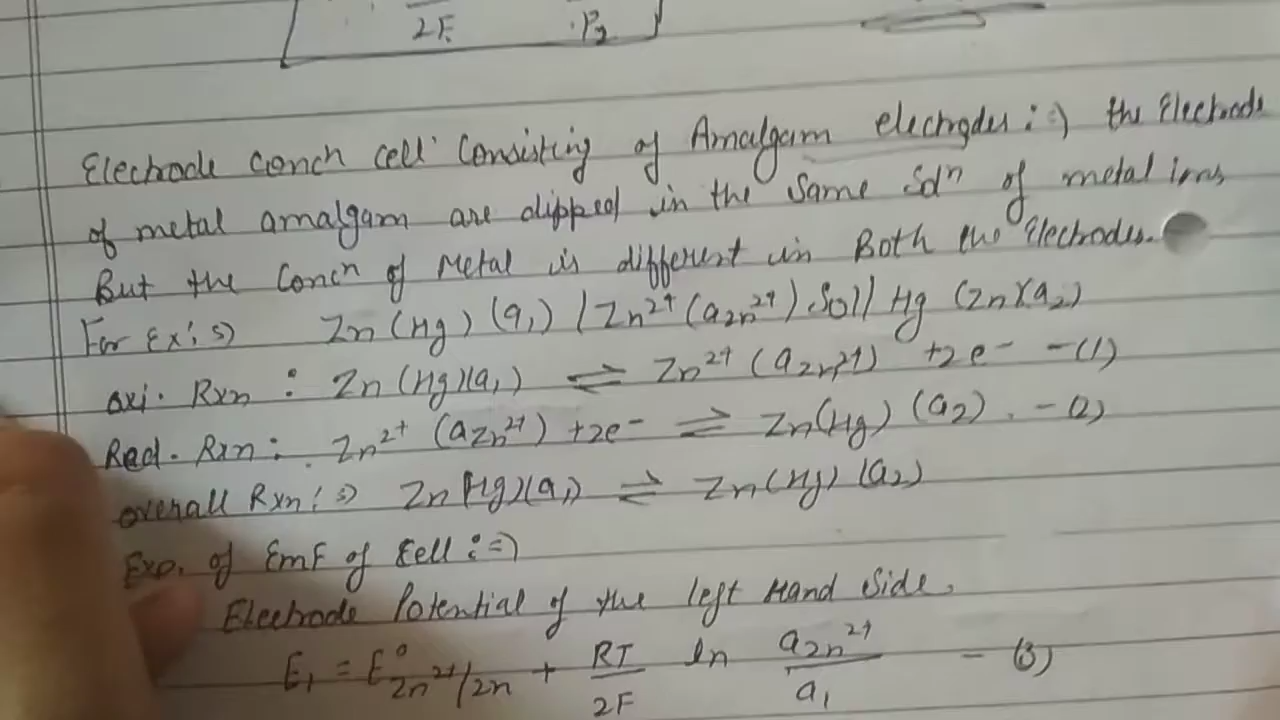 2F P2
Electrode Conch cell Consisting of Amalgam electrodes :=) the Electrode
of metal amalgam are dipped in the same Soln of metal ions
But the Concn of Metal is different in Both the Electrodes.
For Ex:=) Zn(Hg) (a1) / Zn2+ (aZn2+) Sol // Hg (Zn)(a2)
oxi. Rxn : Zn(Hg)(a1) ⇌ Zn2+ (aZn2+) +2e- -(1)
Red. Rxn : Zn2+ (aZn2+) +2e- ⇌ Zn(Hg) (a2) . -(2)
overall Rxn :=) Zn(Hg)(a1) ⇌ Zn(Hg) (a2)
Exp. of EmF of Cell :=)
Electrode Potential of the left Hand side.
E1 = E°Zn2+/Zn + RT/2F ln aZn2+/a1 -(3)